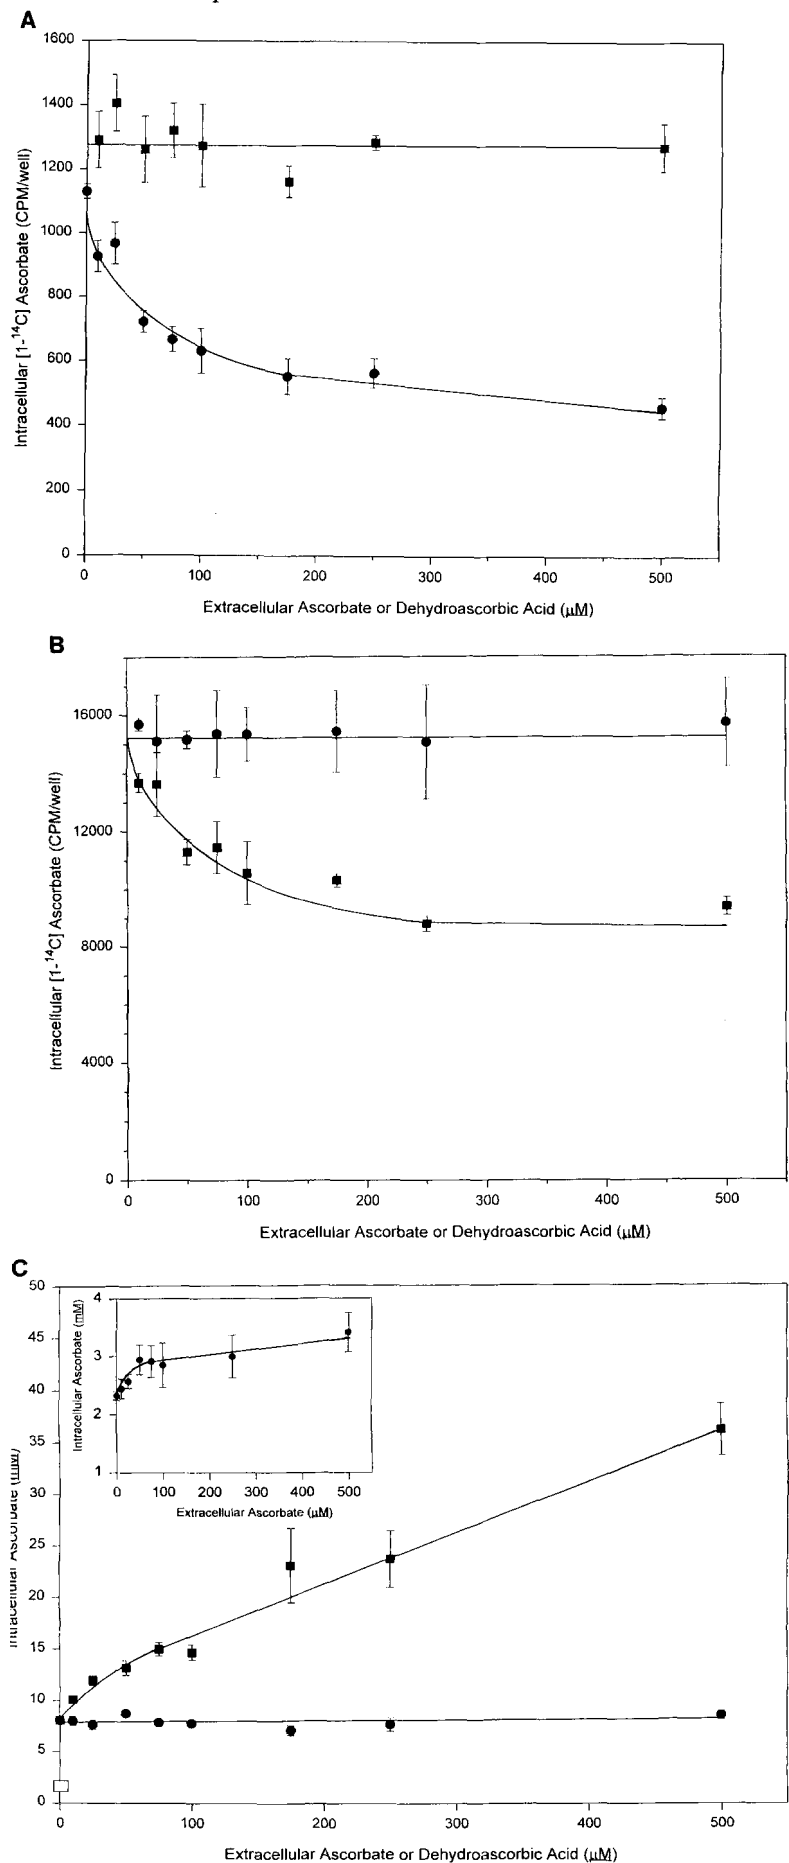 A
1600
1400
1200
1000
800
600
400
200
0
Intracellular [1-¹⁴C] Ascorbate (CPM/well)
0 100 200 300 400 500
Extracellular Ascorbate or Dehydroascorbic Acid (μM)
B
16000
12000
8000
4000
0
Intracellular [1-¹⁴C] Ascorbate (CPM/well)
0 100 200 300 400 500
Extracellular Ascorbate or Dehydroascorbic Acid (μM)
C
50
45
40
35
30
25
20
15
10
5
0
Intracellular Ascorbate (mM)
4
3
2
1
Intracellular Ascorbate (mM)
0 100 200 300 400 500
Extracellular Ascorbate (μM)
0 100 200 300 400 500
Extracellular Ascorbate or Dehydroascorbic Acid (μM)